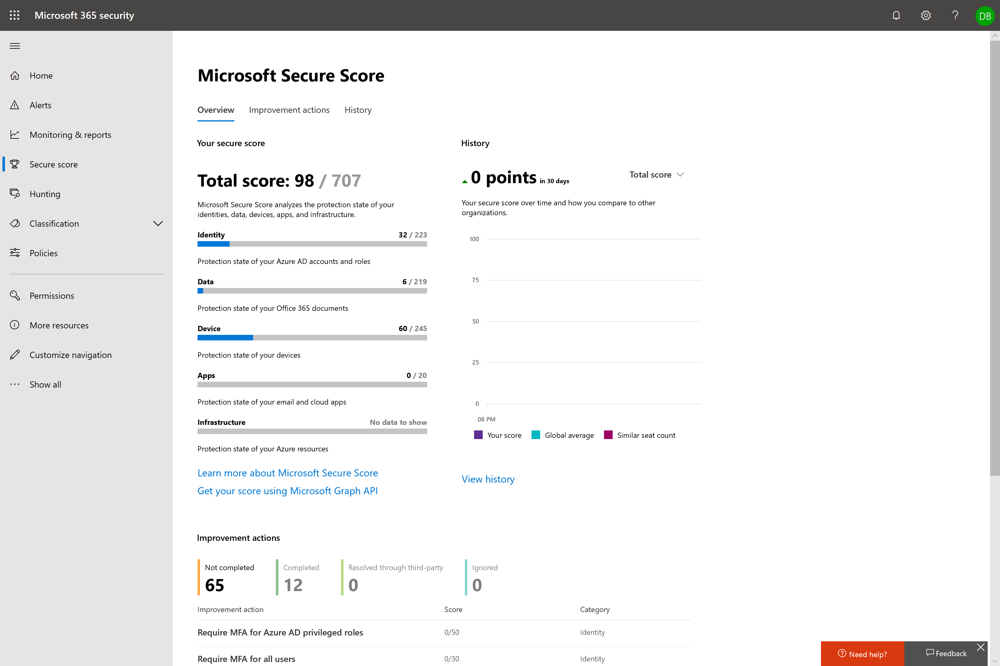 Microsoft 365 security
DB
Home
Alerts
Monitoring & reports
Secure score
Hunting
Classification
Policies
Permissions
More resources
Customize navigation
Show all
Microsoft Secure Score
Overview Improvement actions History
Your secure score
Total score: 98 / 707
Microsoft Secure Score analyzes the protection state of your
identities, data, devices, apps, and infrastructure.
Identity 32 / 223
Protection state of your Azure AD accounts and roles
Data 6 / 219
Protection state of your Office 365 documents
Device 60 / 245
Protection state of your devices
Apps 0 / 20
Protection state of your email and cloud apps
Infrastructure No data to show
Protection state of your Azure resources
Learn more about Microsoft Secure Score
Get your score using Microsoft Graph API
History
0 points in 30 days
Total score
Your secure score over time and how you compare to other
organizations.
100
75
50
25
0
08 PM
Your score Global average Similar seat count
View history
Improvement actions
Not completed Completed Resolved through third-party Ignored
65 12 0 0
Improvement action Score Category
Require MFA for Azure AD privileged roles 0/50 Identity
Require MFA for all users 0/30 Identity
Need help? Feedback